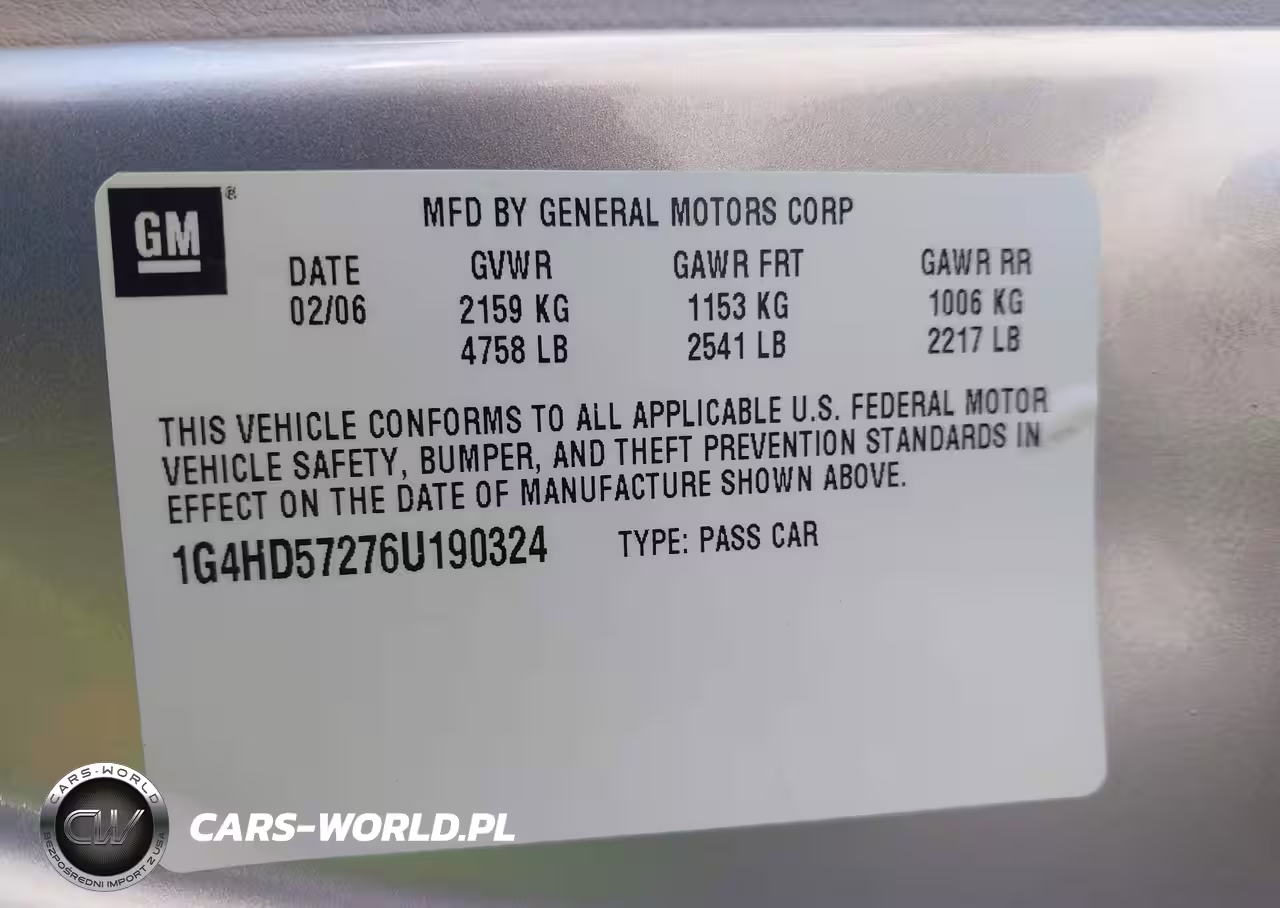 GM ®
MFD BY GENERAL MOTORS CORP
DATE GVWR GAWR FRT GAWR RR
02/06 2159 KG 1153 KG 1006 KG
4758 LB 2541 LB 2217 LB
THIS VEHICLE CONFORMS TO ALL APPLICABLE U.S. FEDERAL MOTOR
VEHICLE SAFETY, BUMPER, AND THEFT PREVENTION STANDARDS IN
EFFECT ON THE DATE OF MANUFACTURE SHOWN ABOVE.
1G4HD57276U190324 TYPE: PASS CAR
CARS-WORLD
CW
BEZPOŚREDNI IMPORT Z USA
CARS-WORLD.PL